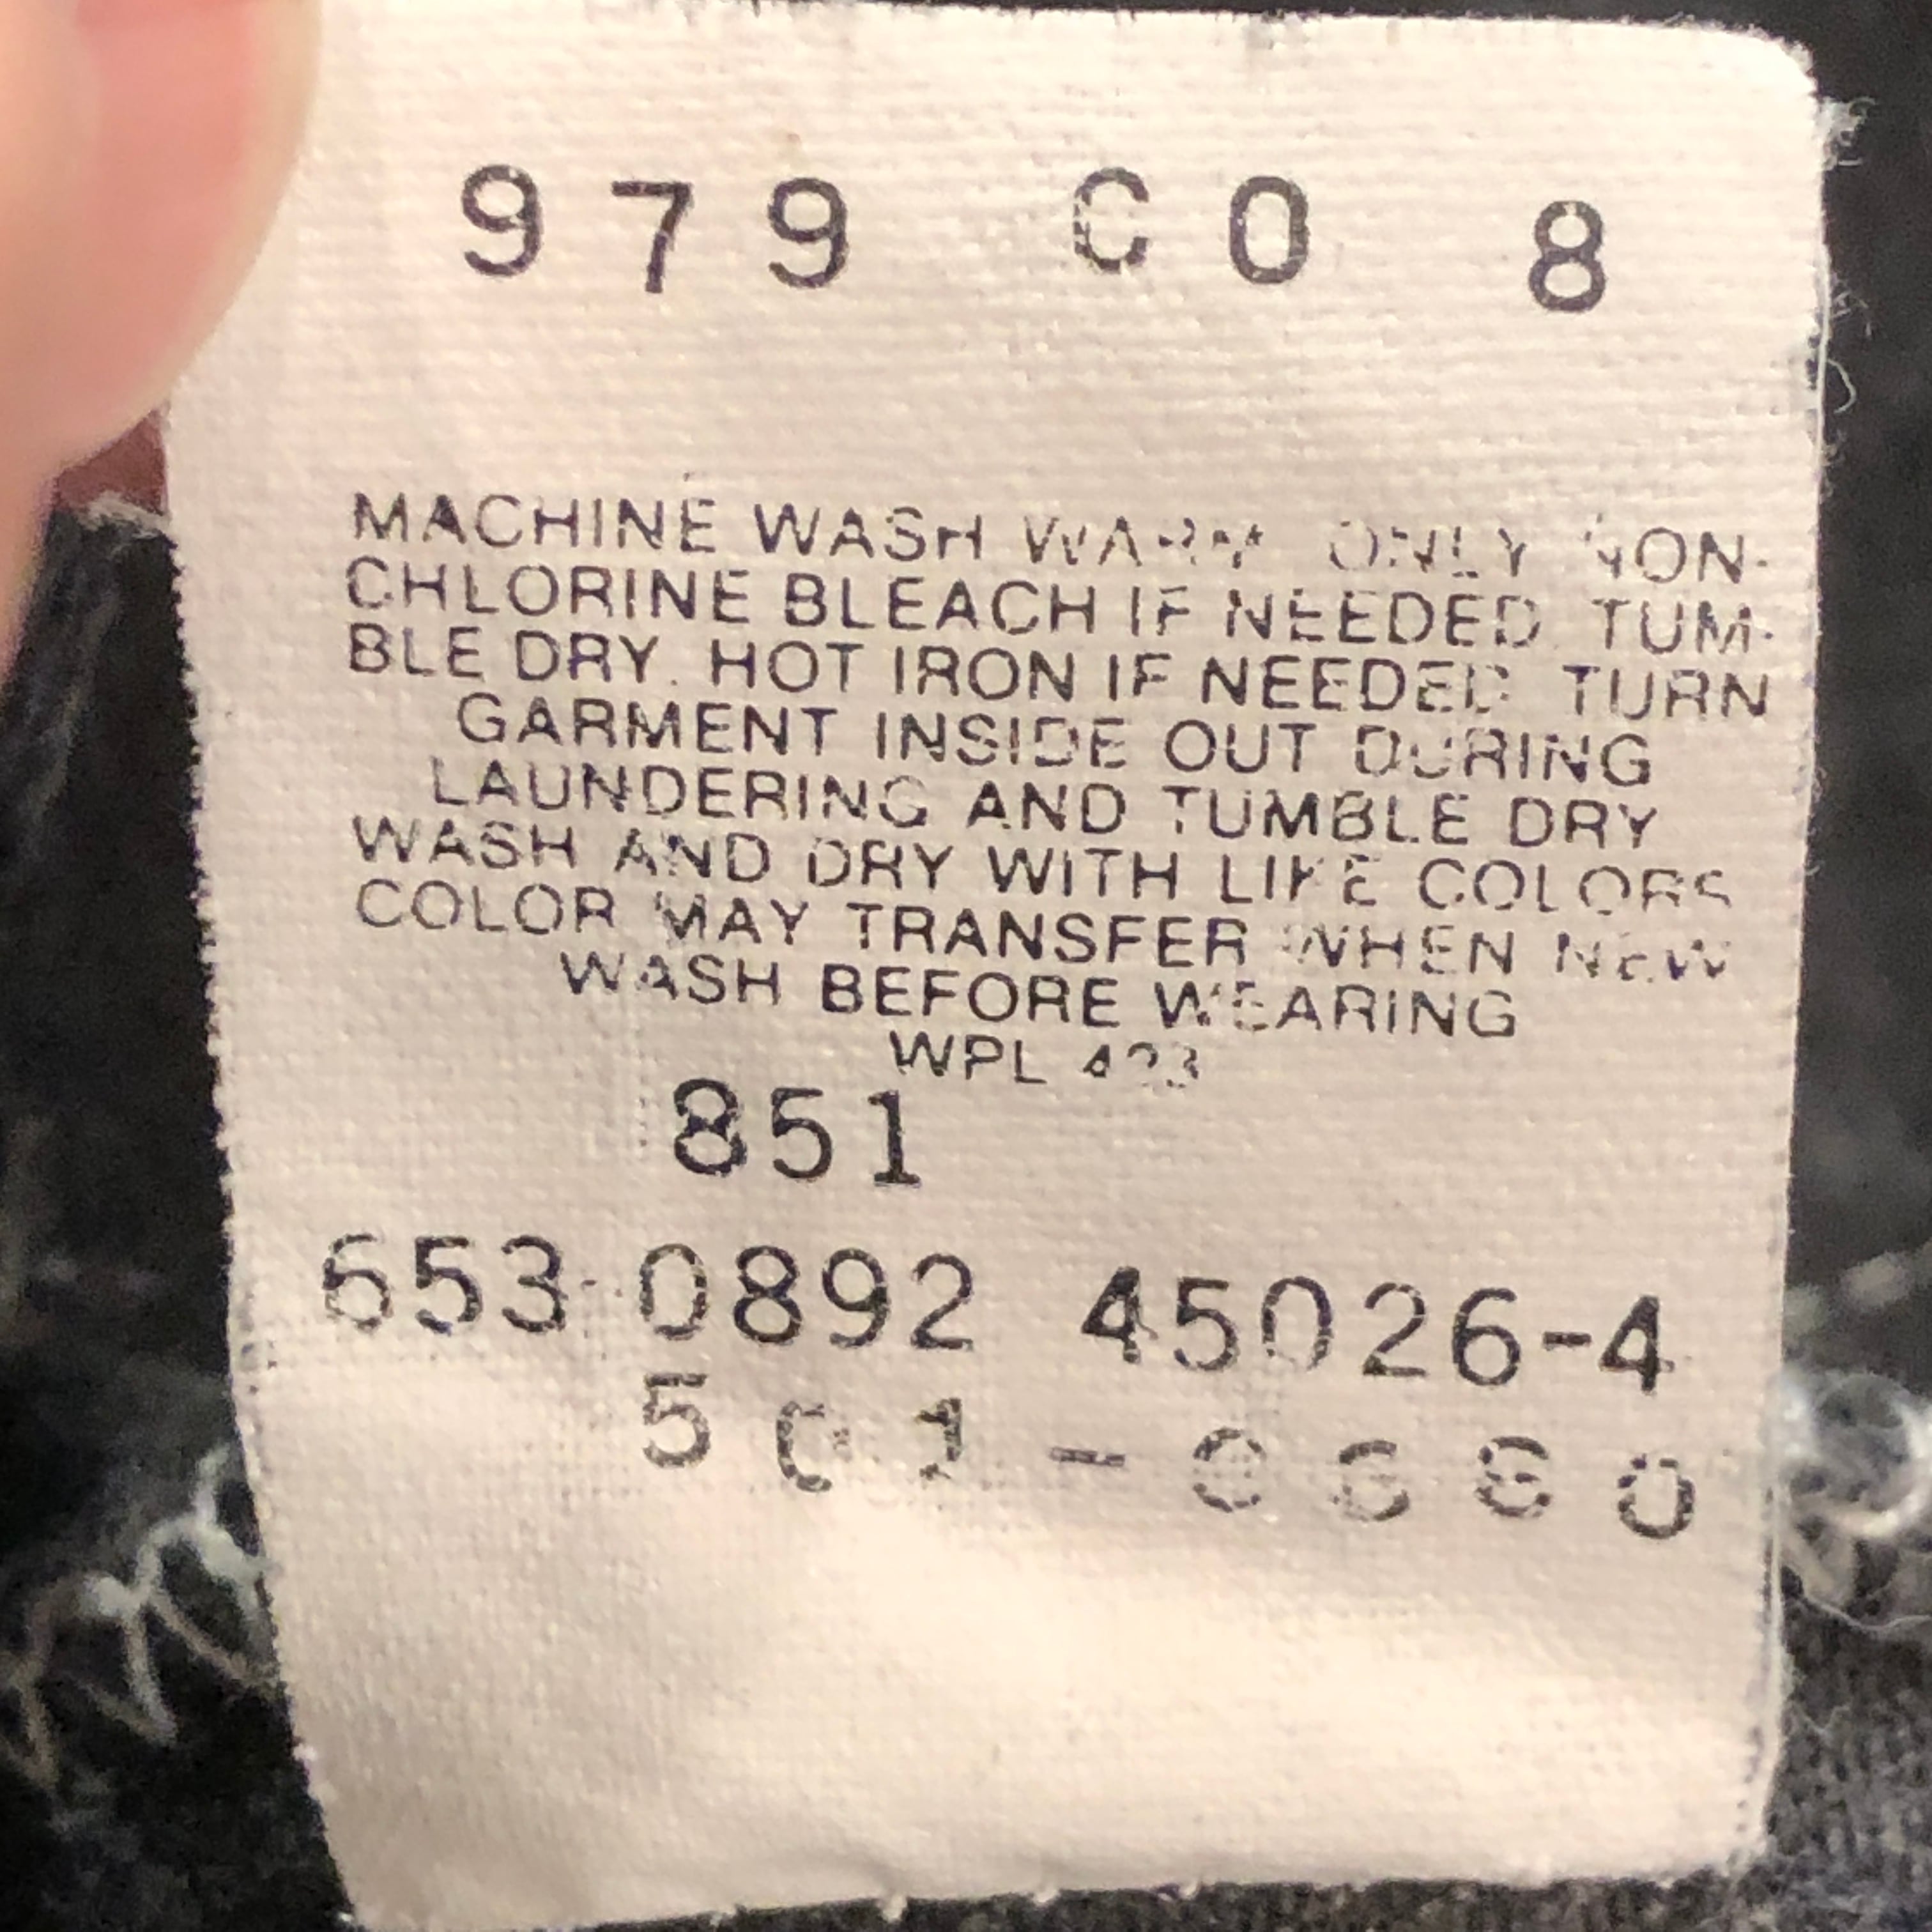 979 C0 8
MACHINE WASH WARM ONLY NON-
CHLORINE BLEACH IF NEEDED. TUM-
BLE DRY. HOT IRON IF NEEDED. TURN
GARMENT INSIDE OUT DURING
LAUNDERING AND TUMBLE DRY
WASH AND DRY WITH LIKE COLORS
COLOR MAY TRANSFER WHEN NEW
WASH BEFORE WEARING
WPL 423
851
653-0892 45026-4
501-0660